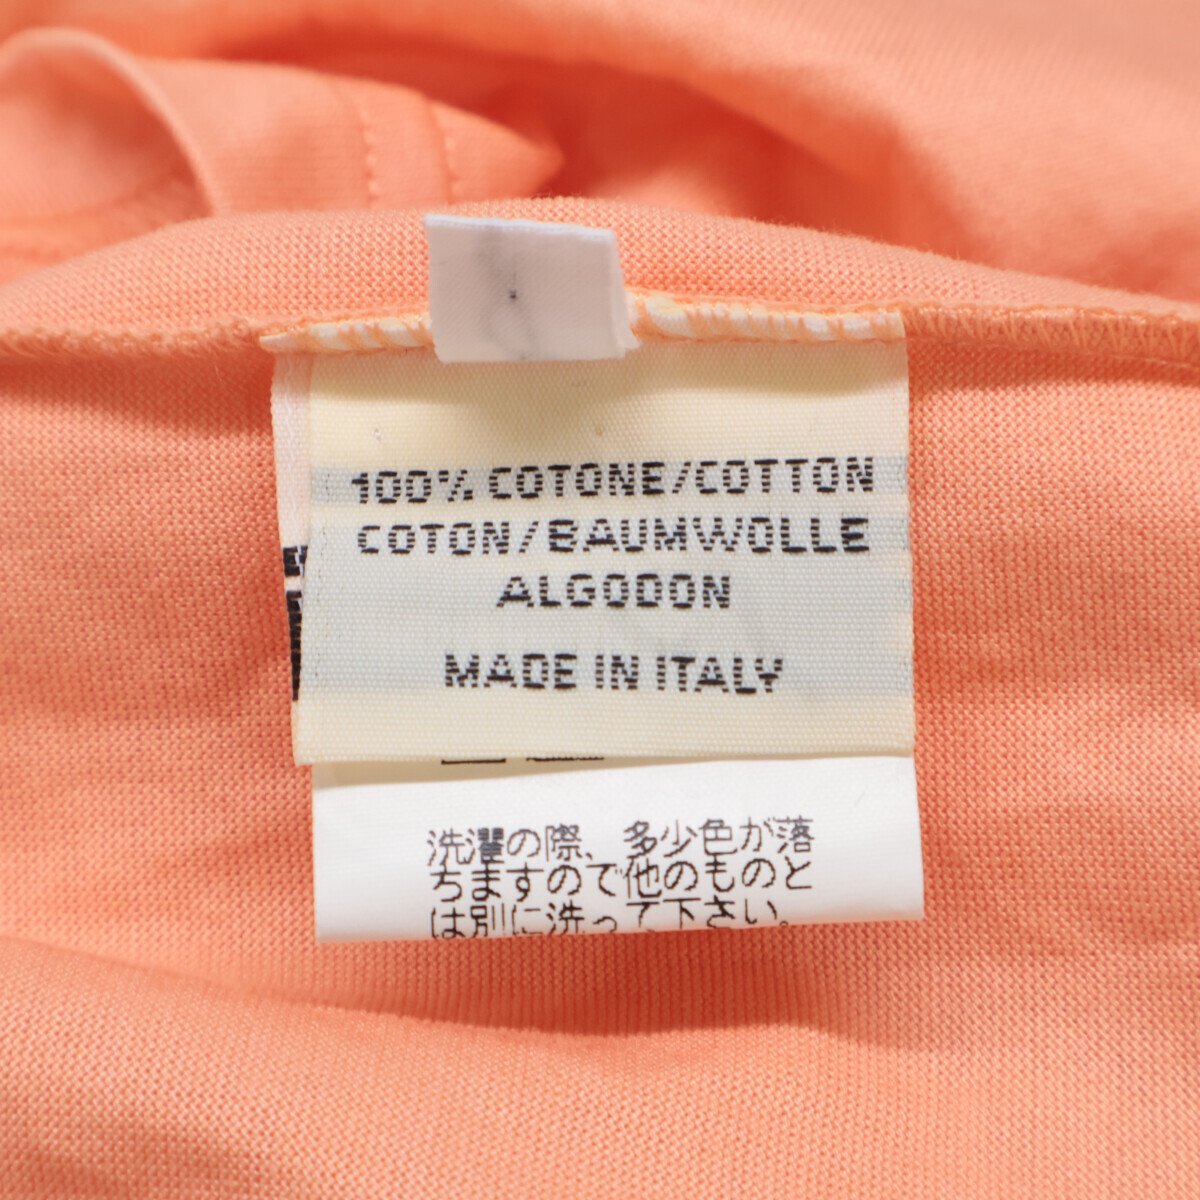 100% COTONE/COTTON
COTON/BAUMWOLLE
ALGODON
MADE IN ITALY
洗濯の際、多少色が落
ちますので他のものと
は別に洗って下さい。